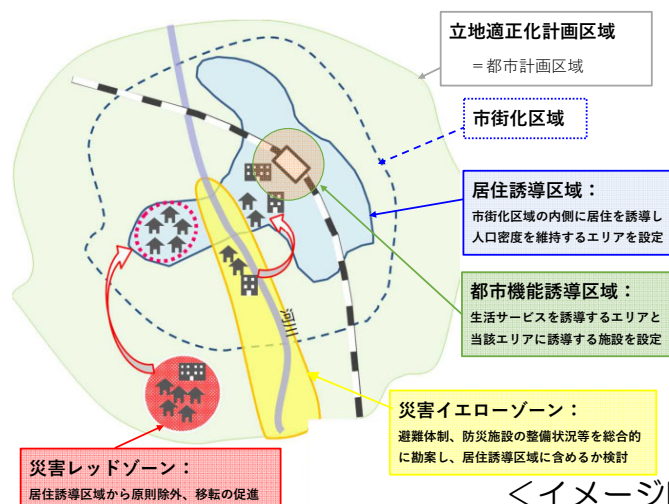 立地適正化計画区域
＝都市計画区域
市街化区域
居住誘導区域：
市街化区域の内側に居住を誘導し
人口密度を維持するエリアを設定
都市機能誘導区域：
生活サービスを誘導するエリアと
当該エリアに誘導する施設を設定
河川
災害イエローゾーン：
避難体制、防災施設の整備状況等を総合的
に勘案し、居住誘導区域に含めるか検討
災害レッドゾーン：
居住誘導区域から原則除外、移転の促進
＜イメージ